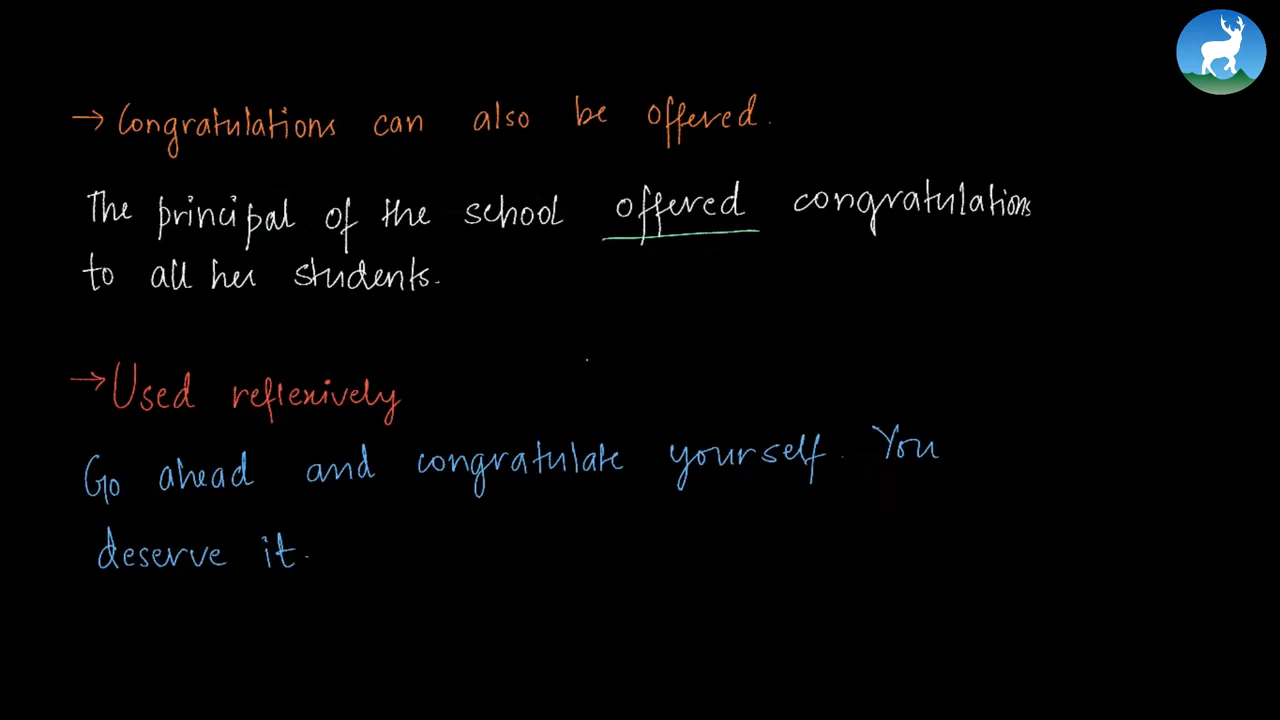 → Congratulations can also be offered.
The principal of the school offered congratulations
to all her students.
→ Used reflexively
Go ahead and congratulate yourself. You
deserve it.